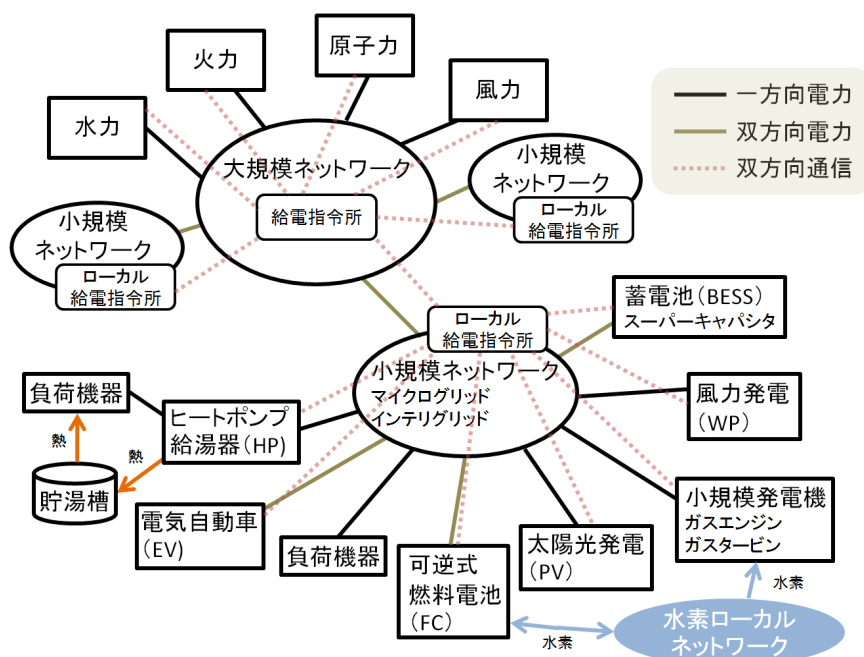 火力
原子力
水力
風力
一方向電力
双方向電力
双方向通信
大規模ネットワーク
給電指令所
小規模
ネットワーク
ローカル
給電指令所
小規模
ネットワーク
ローカル
給電指令所
ローカル
給電指令所
小規模ネットワーク
マイクログリッド
インテリグリッド
蓄電池(BESS)
スーパーキャパシタ
負荷機器
ヒートポンプ
給湯器(HP)
熱
熱
貯湯槽
風力発電
(WP)
電気自動車
(EV)
負荷機器
可逆式
燃料電池
(FC)
太陽光発電
(PV)
小規模発電機
ガスエンジン
ガスタービン
水素
水素
水素ローカル
ネットワーク